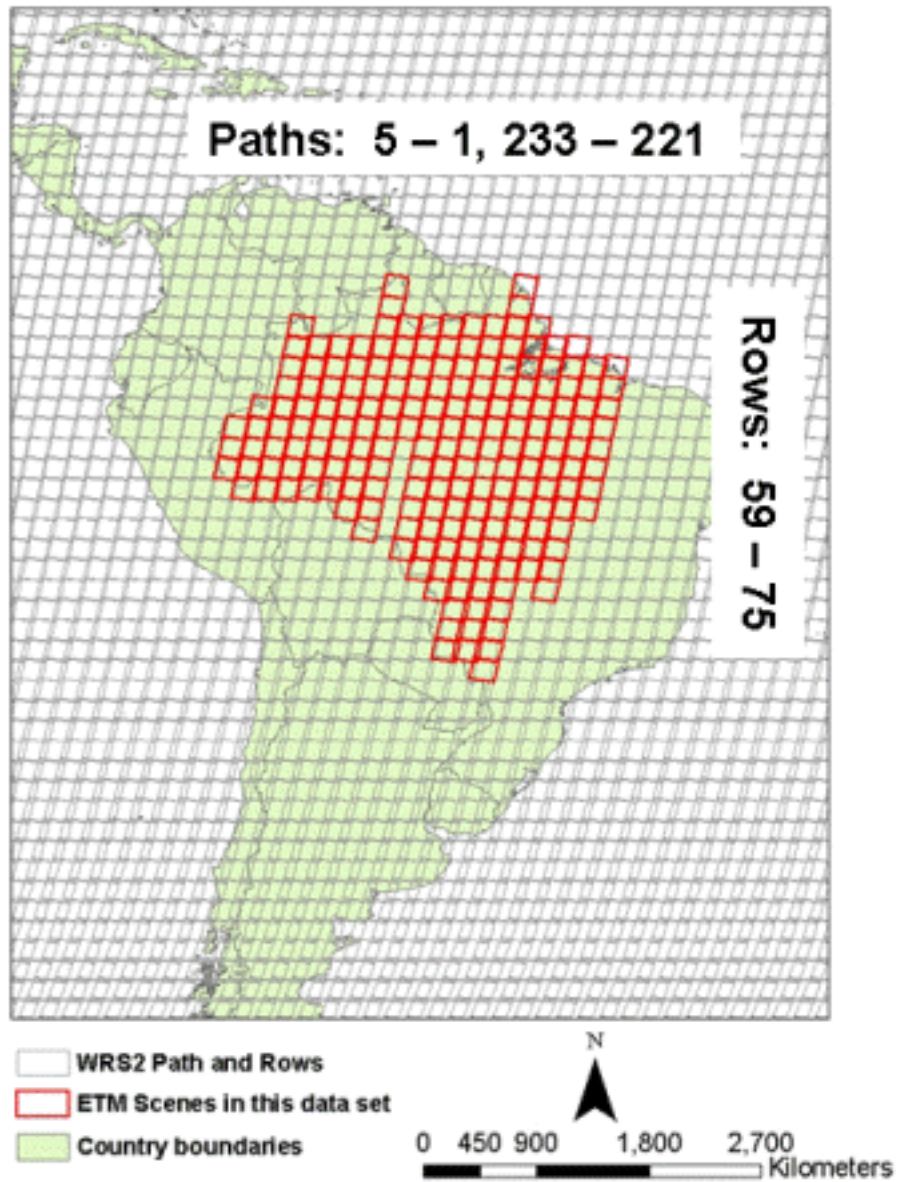 Paths: 5 – 1, 233 – 221
Rows: 59 – 75
WRS2 Path and Rows
ETM Scenes in this data set
Country boundaries
N
0 450 900 1,800 2,700
Kilometers